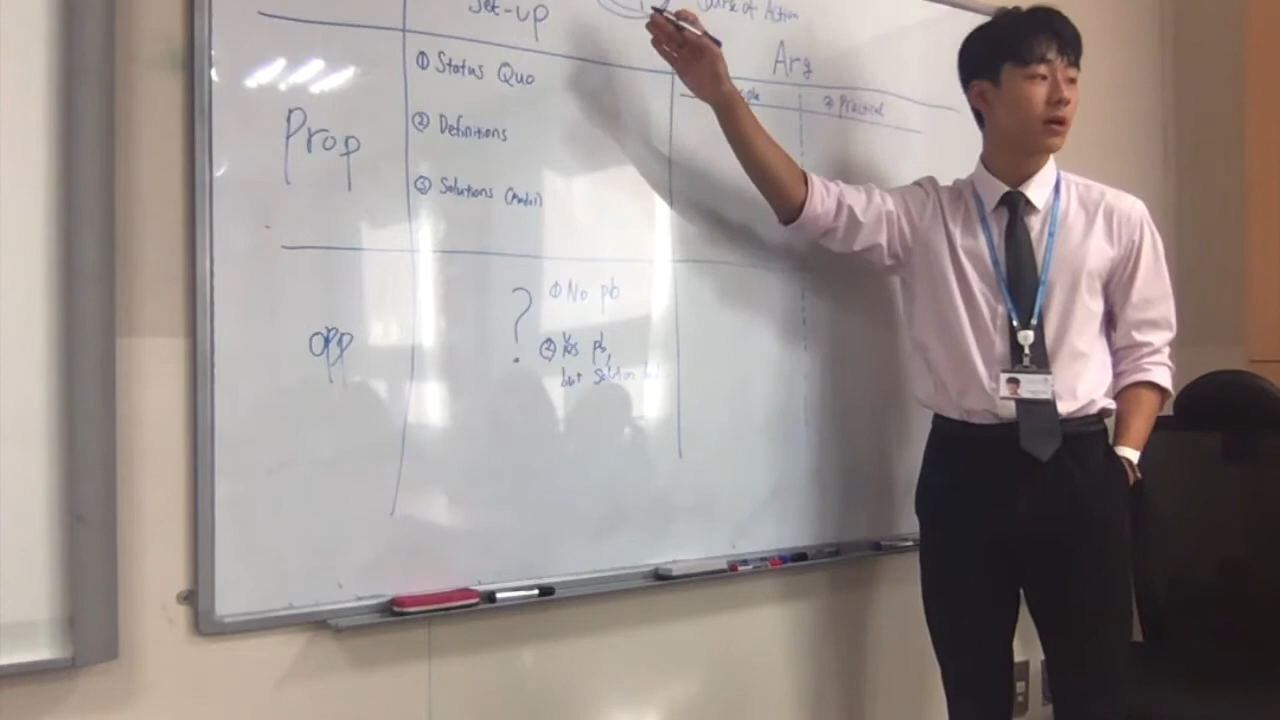 Set-up
Course of Action
Arg
② Practical
Prop
① Status Quo
② Definitions
③ Solutions (Model)
opp
?
① No pb
② Yes pb,
but Solution